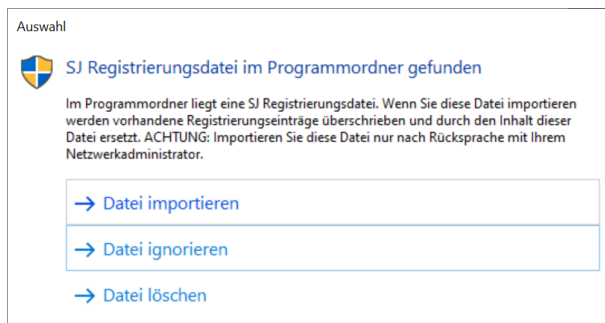 Auswahl
SJ Registrierungsdatei im Programmordner gefunden
Im Programmordner liegt eine SJ Registrierungsdatei. Wenn Sie diese Datei importieren
werden vorhandene Registrierungseinträge überschrieben und durch den Inhalt dieser
Datei ersetzt. ACHTUNG: Importieren Sie diese Datei nur nach Rücksprache mit Ihrem
Netzwerkadministrator.
Datei importieren
Datei ignorieren
Datei löschen